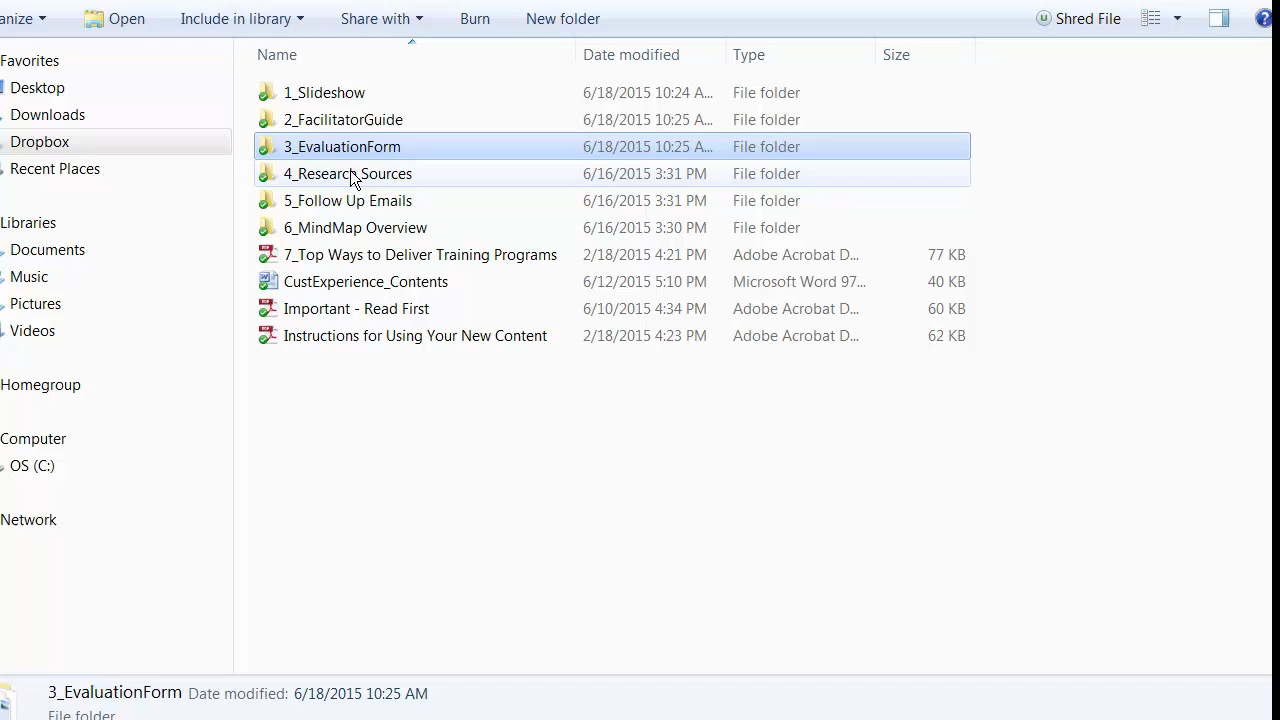 anize Open Include in library Share with Burn New folder Shred File
Name Date modified Type Size
Favorites
Desktop
Downloads
Dropbox
Recent Places
Libraries
Documents
Music
Pictures
Videos
Homegroup
Computer
OS (C:)
Network
1_Slideshow 6/18/2015 10:24 A... File folder
2_FacilitatorGuide 6/18/2015 10:25 A... File folder
3_EvaluationForm 6/18/2015 10:25 A... File folder
4_Research Sources 6/16/2015 3:31 PM File folder
5_Follow Up Emails 6/16/2015 3:31 PM File folder
6_MindMap Overview 6/16/2015 3:30 PM File folder
7_Top Ways to Deliver Training Programs 2/18/2015 4:21 PM Adobe Acrobat D... 77 KB
CustExperience_Contents 6/12/2015 5:10 PM Microsoft Word 97... 40 KB
Important - Read First 6/10/2015 4:34 PM Adobe Acrobat D... 60 KB
Instructions for Using Your New Content 2/18/2015 4:23 PM Adobe Acrobat D... 62 KB
3_EvaluationForm Date modified: 6/18/2015 10:25 AM
File folder